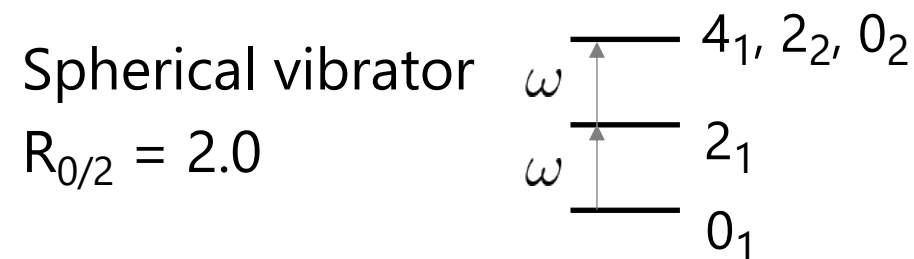 Spherical vibrator
R₀/₂ = 2.0
4₁, 2₂, 0₂
ω
2₁
ω
0₁